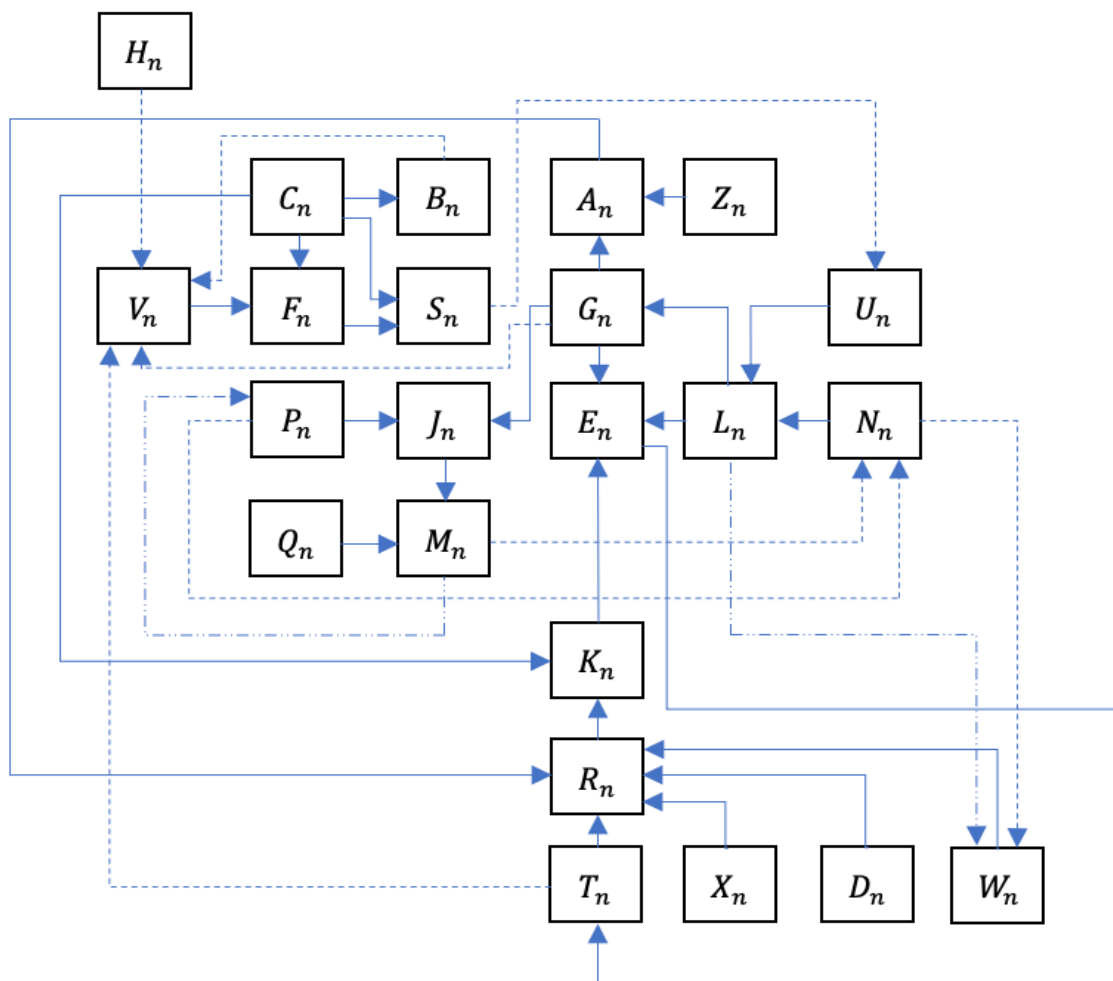 Hₙ
Cₙ Bₙ Aₙ Zₙ
Vₙ Fₙ Sₙ Gₙ Uₙ
Pₙ Jₙ Eₙ Lₙ Nₙ
Qₙ Mₙ
Kₙ
Rₙ
Tₙ Xₙ Dₙ Wₙ